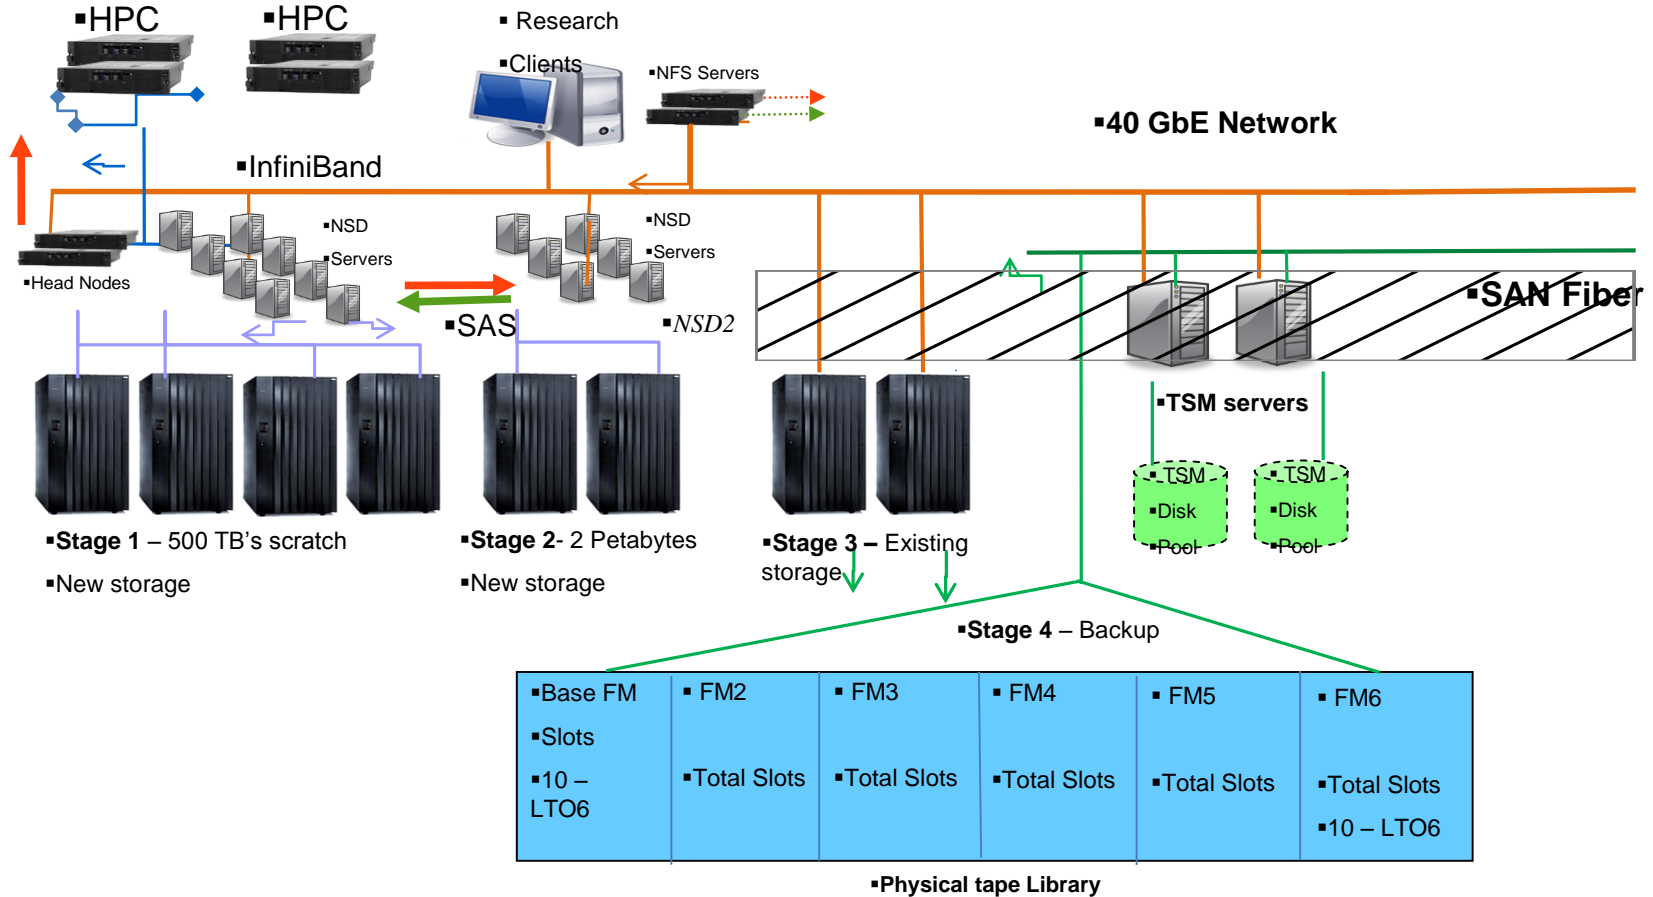 ▪HPC
▪HPC
▪ Research
▪Clients
▪NFS Servers
▪40 GbE Network
▪InfiniBand
▪NSD
▪Servers
▪NSD
▪Servers
▪Head Nodes
▪SAN Fiber
▪SAS
▪NSD2
▪TSM servers
▪ TSM
▪Disk
▪Pool
▪ TSM
▪Disk
▪Pool
▪Stage 1 – 500 TB's scratch
▪New storage
▪Stage 2- 2 Petabytes
▪New storage
▪Stage 3 – Existing
storage
▪Stage 4 – Backup
▪Base FM
▪Slots
▪10 –
LTO6
▪ FM2
▪Total Slots
▪ FM3
▪Total Slots
▪ FM4
▪Total Slots
▪ FM5
▪Total Slots
▪ FM6
▪Total Slots
▪10 – LTO6
▪Physical tape Library